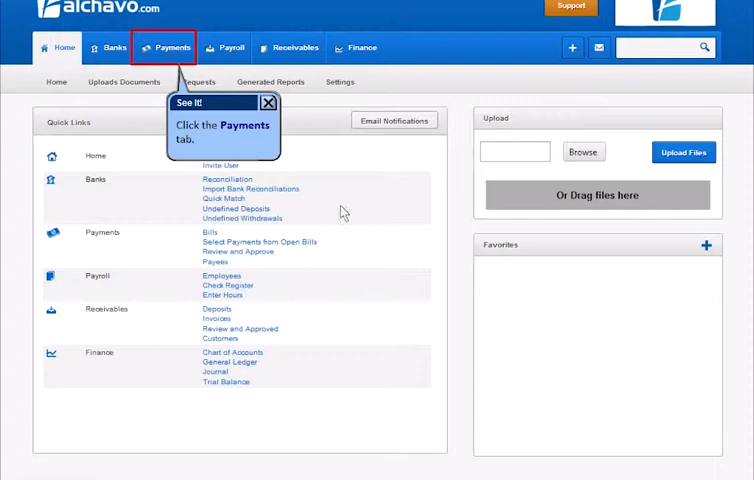 alchavo.com
Support
Home
Banks
Payments
Payroll
Receivables
Finance
Home
Uploads Documents
Requests
Generated Reports
Settings
See It!
Click the Payments
tab.
Quick Links
Email Notifications
Home
Invite User
Banks
Reconciliation
Import Bank Reconciliations
Quick Match
Undefined Deposits
Undefined Withdrawals
Payments
Bills
Select Payments from Open Bills
Review and Approve
Payees
Payroll
Employees
Check Register
Enter Hours
Receivables
Deposits
Invoices
Review and Approved
Customers
Finance
Chart of Accounts
General Ledger
Journal
Trial Balance
Upload
Browse
Upload Files
Or Drag files here
Favorites